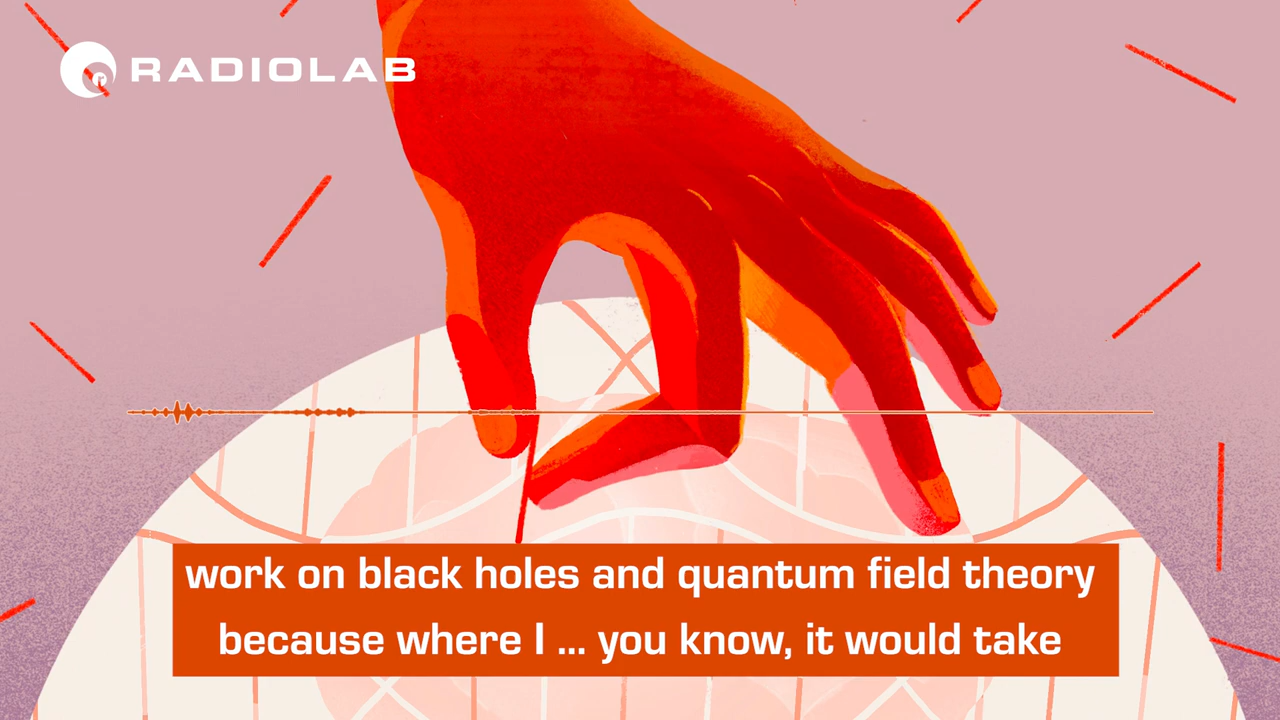 RADIOLAB
work on black holes and quantum field theory
because where I ... you know, it would take